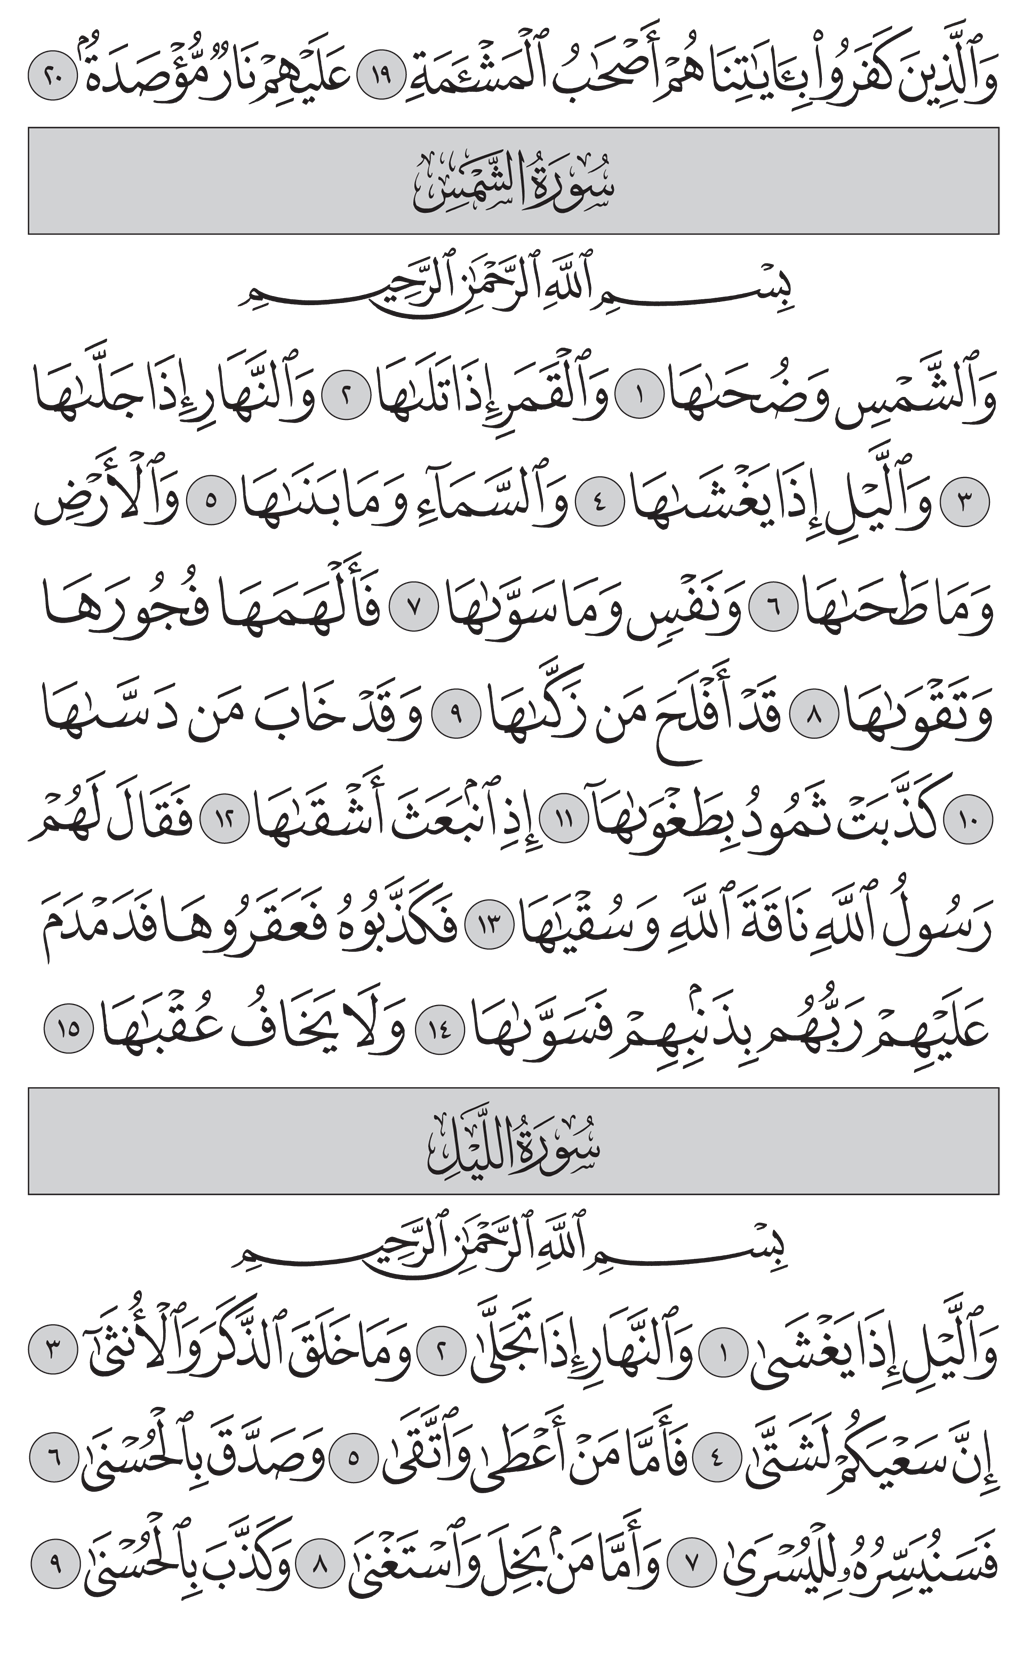 وَٱلَّذِينَ كَفَرُوا۟ بِـَٔايَـٰتِنَا هُمْ أَصْحَـٰبُ ٱلْمَشْـَٔمَةِ ١٩ عَلَيْهِمْ نَارٌ مُّؤْصَدَةٌۢ ٢٠
سُورَةُ الشَّمْسِ
بِسْمِ ٱللَّهِ ٱلرَّحْمَـٰنِ ٱلرَّحِيمِ
وَٱلشَّمْسِ وَضُحَىٰهَا ١ وَٱلْقَمَرِ إِذَا تَلَىٰهَا ٢ وَٱلنَّهَارِ إِذَا جَلَّىٰهَا
٣ وَٱلَّيْلِ إِذَا يَغْشَىٰهَا ٤ وَٱلسَّمَآءِ وَمَا بَنَىٰهَا ٥ وَٱلْأَرْضِ
وَمَا طَحَىٰهَا ٦ وَنَفْسٍ وَمَا سَوَّىٰهَا ٧ فَأَلْهَمَهَا فُجُورَهَا
وَتَقْوَىٰهَا ٨ قَدْ أَفْلَحَ مَن زَكَّىٰهَا ٩ وَقَدْ خَابَ مَن دَسَّىٰهَا
١٠ كَذَّبَتْ ثَمُودُ بِطَغْوَىٰهَآ ١١ إِذِ ٱنۢبَعَثَ أَشْقَىٰهَا ١٢ فَقَالَ لَهُمْ
رَسُولُ ٱللَّهِ نَاقَةَ ٱللَّهِ وَسُقْيَـٰهَا ١٣ فَكَذَّبُوهُ فَعَقَرُوهَا فَدَمْدَمَ
عَلَيْهِمْ رَبُّهُم بِذَنۢبِهِمْ فَسَوَّىٰهَا ١٤ وَلَا يَخَافُ عُقْبَـٰهَا ١٥
سُورَةُ اللَّيْلِ
بِسْمِ ٱللَّهِ ٱلرَّحْمَـٰنِ ٱلرَّحِيمِ
وَٱلَّيْلِ إِذَا يَغْشَىٰ ١ وَٱلنَّهَارِ إِذَا تَجَلَّىٰ ٢ وَمَا خَلَقَ ٱلذَّكَرَ وَٱلْأُنثَىٰٓ ٣
إِنَّ سَعْيَكُمْ لَشَتَّىٰ ٤ فَأَمَّا مَنْ أَعْطَىٰ وَٱتَّقَىٰ ٥ وَصَدَّقَ بِٱلْحُسْنَىٰ ٦
فَسَنُيَسِّرُهُۥ لِلْيُسْرَىٰ ٧ وَأَمَّا مَنۢ بَخِلَ وَٱسْتَغْنَىٰ ٨ وَكَذَّبَ بِٱلْحُسْنَىٰ ٩